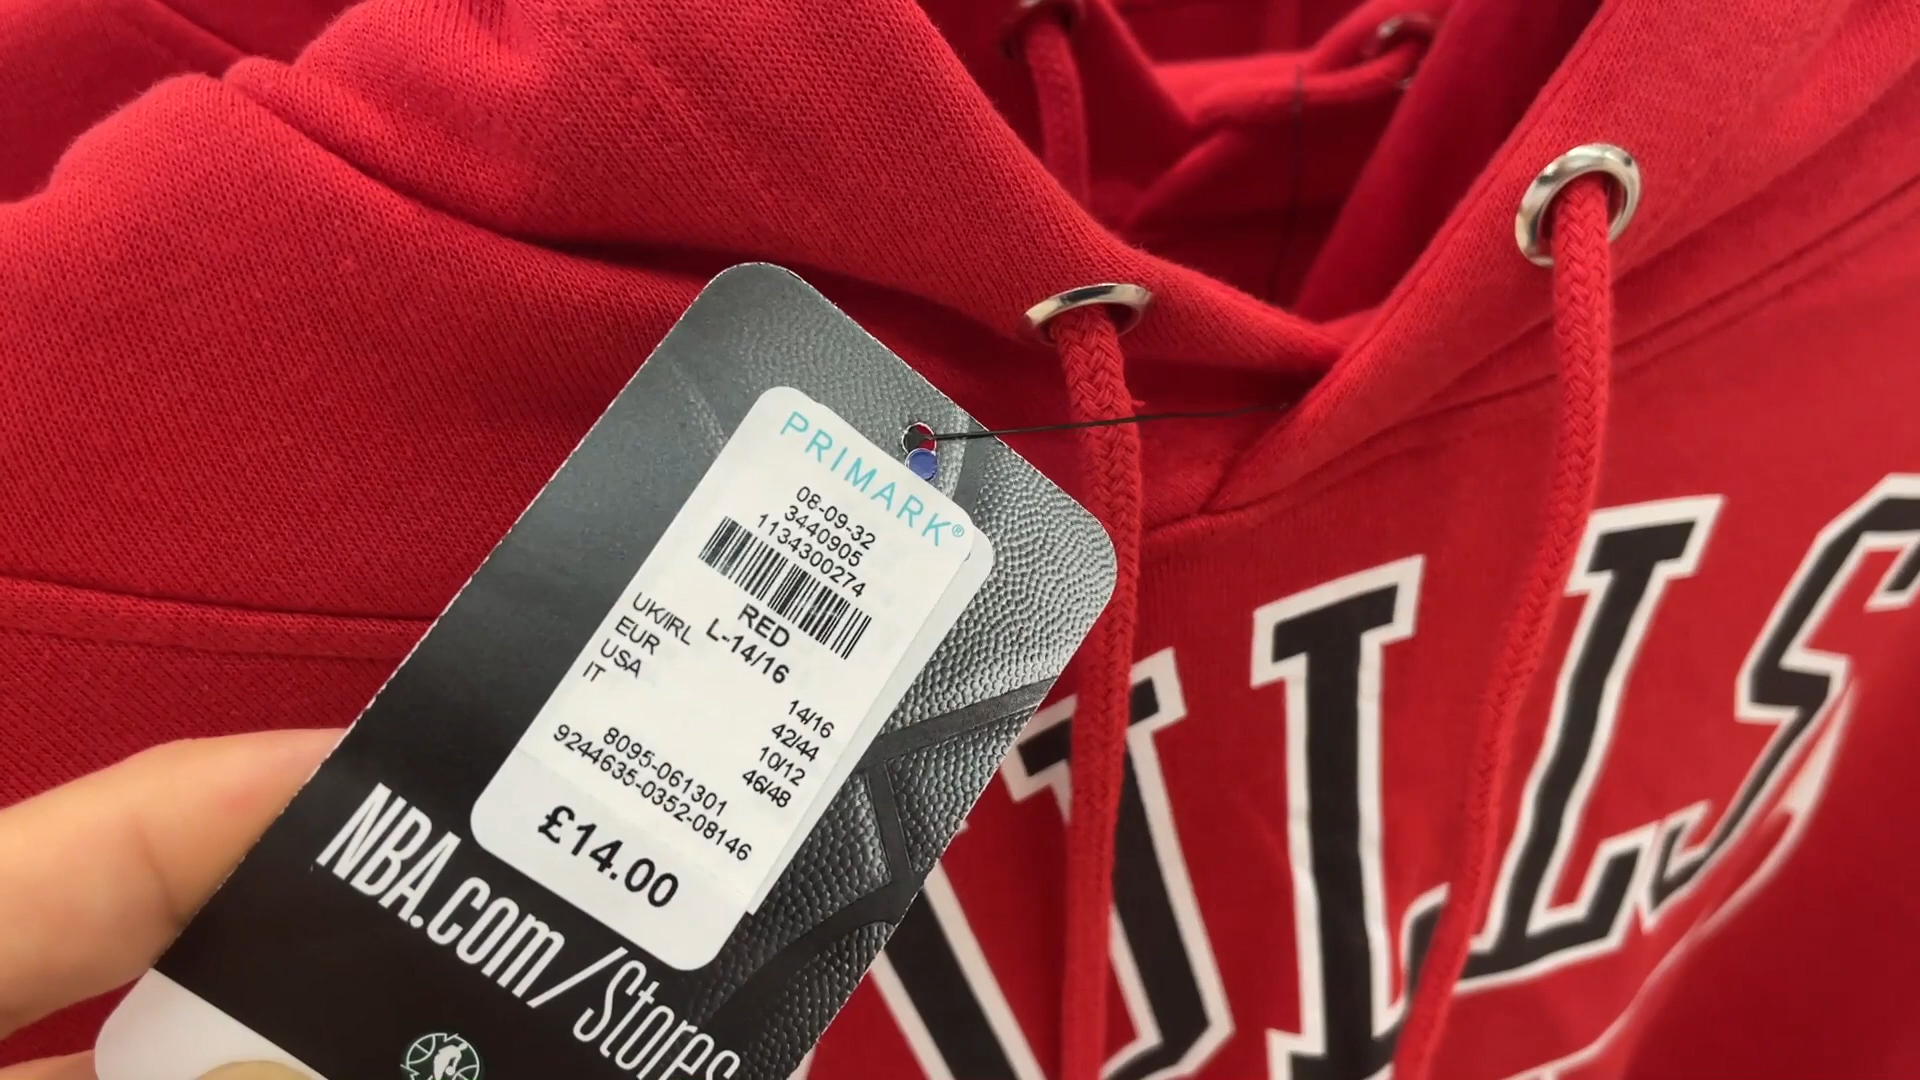 PRIMARK®
08-09-32
3440905
1134300274
RED
L-14/16
UK/IRL 14/16
EUR 42/44
USA 10/12
IT 46/48
8095-061301
9244635-0352-08146
£14.00
NBA.com/Stores
ULLS